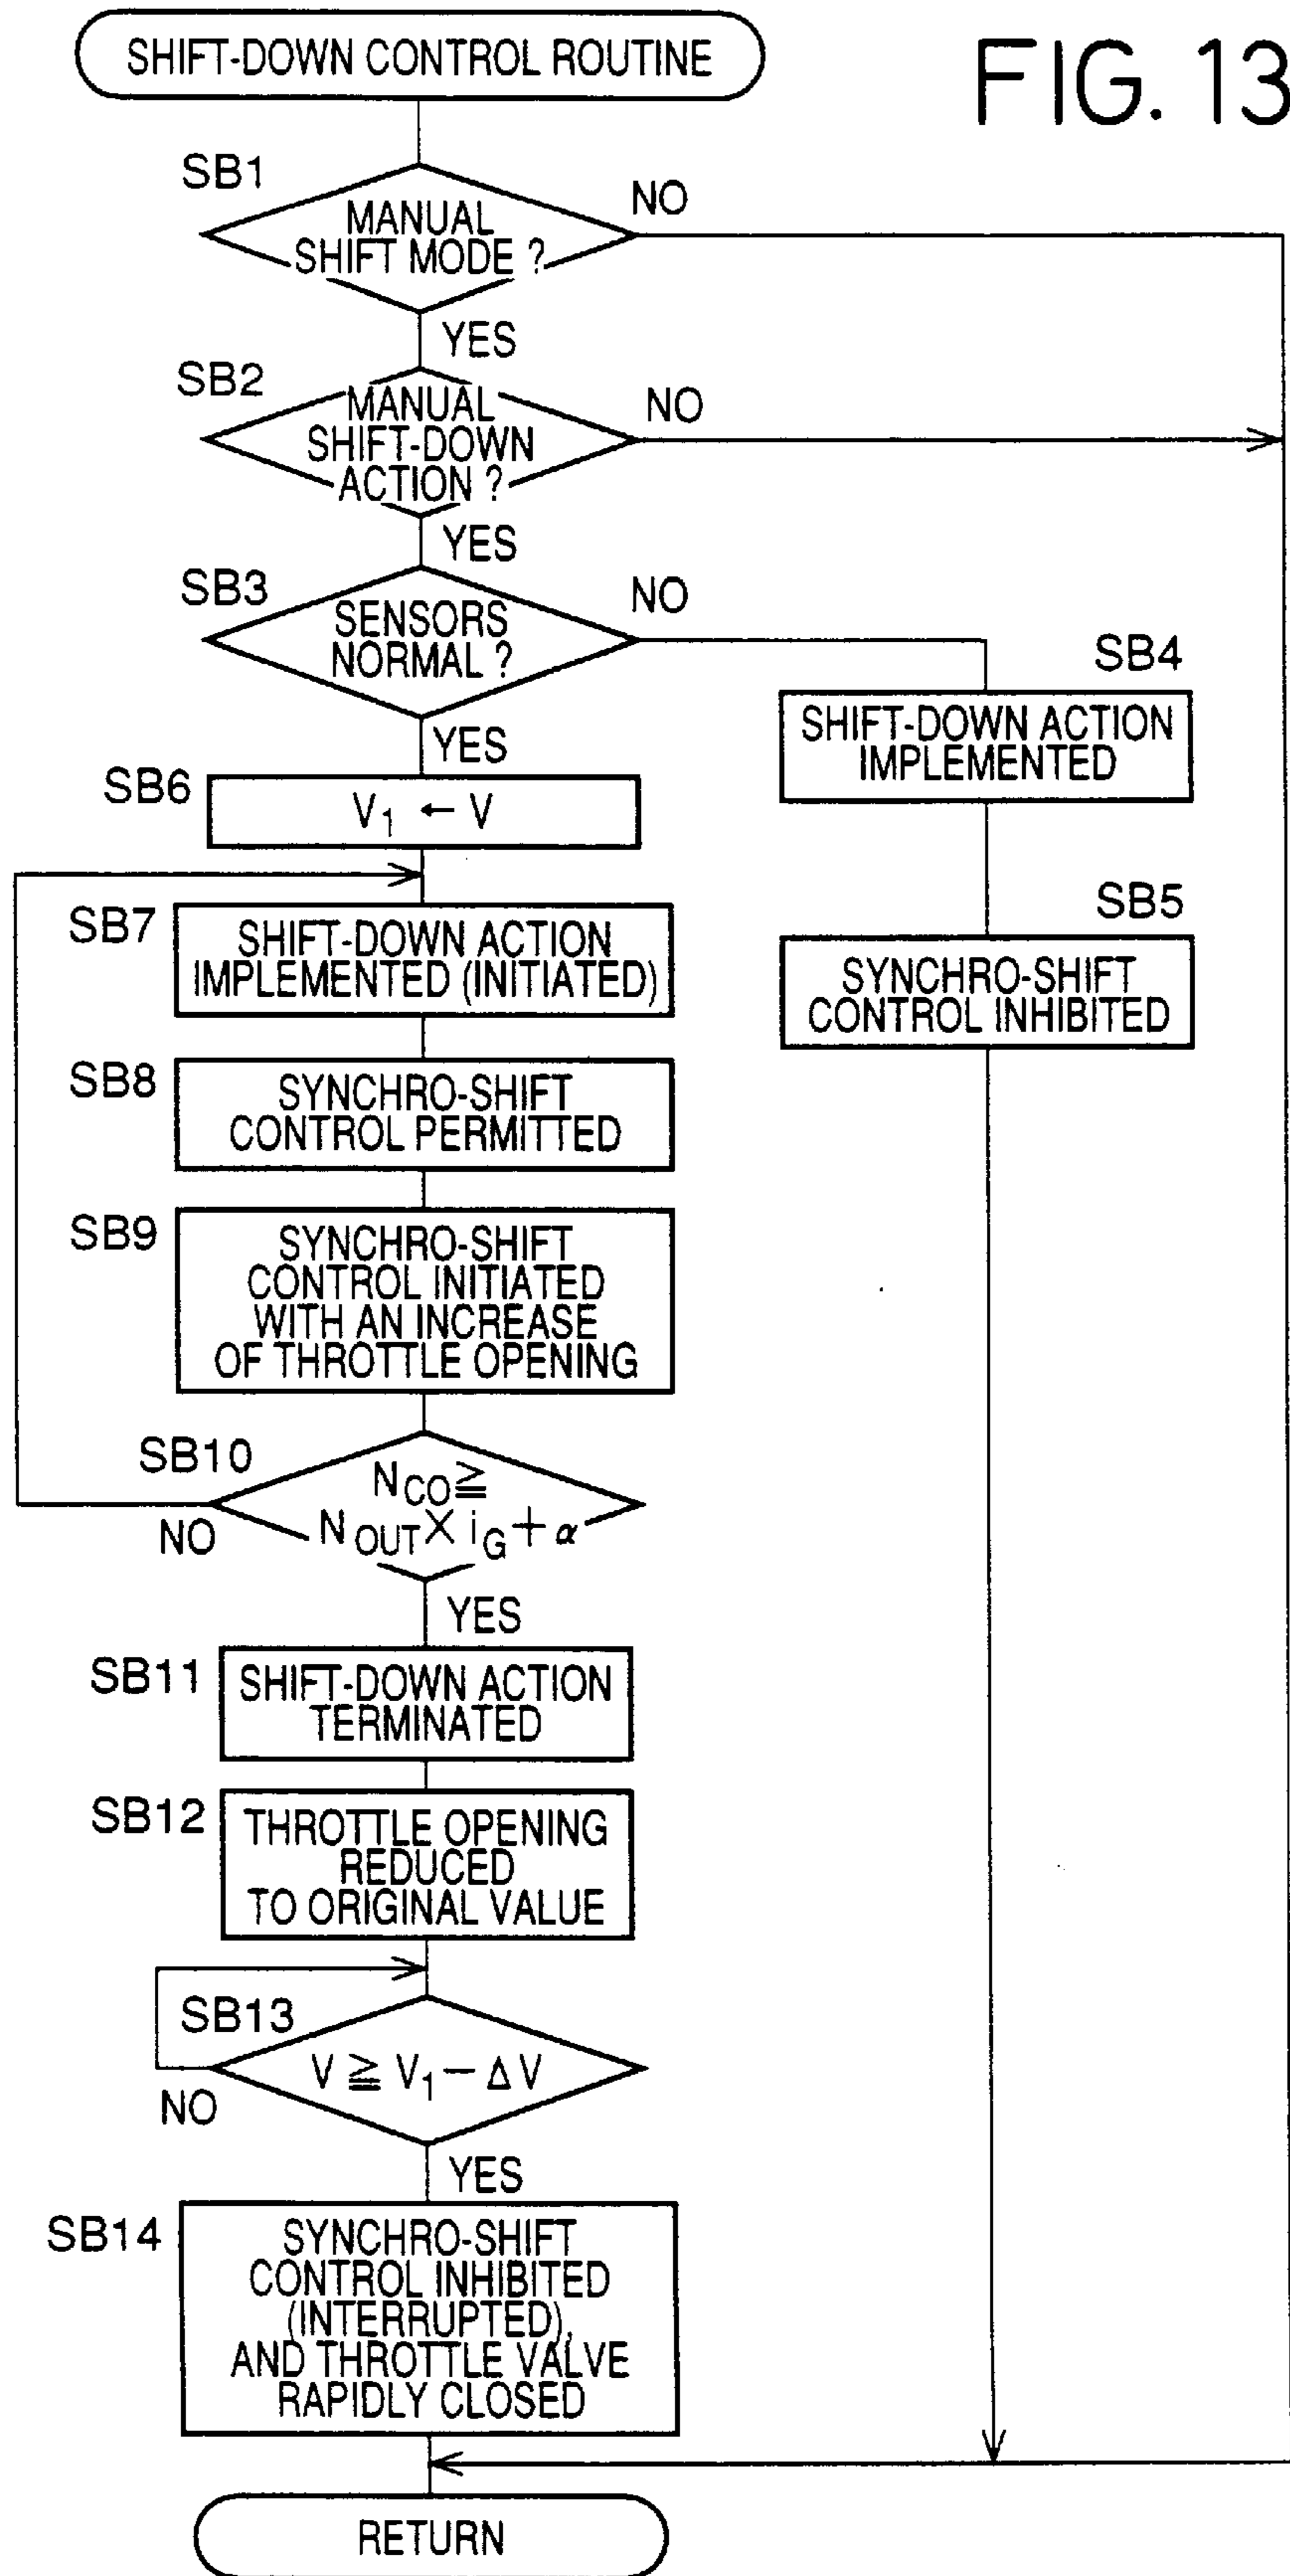 SHIFT-DOWN CONTROL ROUTINE
FIG. 13
SB1
MANUAL
SHIFT MODE ?
NO
YES
SB2
MANUAL
SHIFT-DOWN
ACTION ?
NO
YES
SB3
SENSORS
NORMAL ?
NO
YES
SB4
SHIFT-DOWN ACTION
IMPLEMENTED
SB5
SYNCHRO-SHIFT
CONTROL INHIBITED
SB6
V₁ ← V
SB7
SHIFT-DOWN ACTION
IMPLEMENTED (INITIATED)
SB8
SYNCHRO-SHIFT
CONTROL PERMITTED
SB9
SYNCHRO-SHIFT
CONTROL INITIATED
WITH AN INCREASE
OF THROTTLE OPENING
SB10
N_CO ≧
N_OUT × i_G + α
NO
YES
SB11
SHIFT-DOWN ACTION
TERMINATED
SB12
THROTTLE OPENING
REDUCED
TO ORIGINAL VALUE
SB13
V ≧ V₁ − ΔV
NO
YES
SB14
SYNCHRO-SHIFT
CONTROL INHIBITED
(INTERRUPTED),
AND THROTTLE VALVE
RAPIDLY CLOSED
RETURN